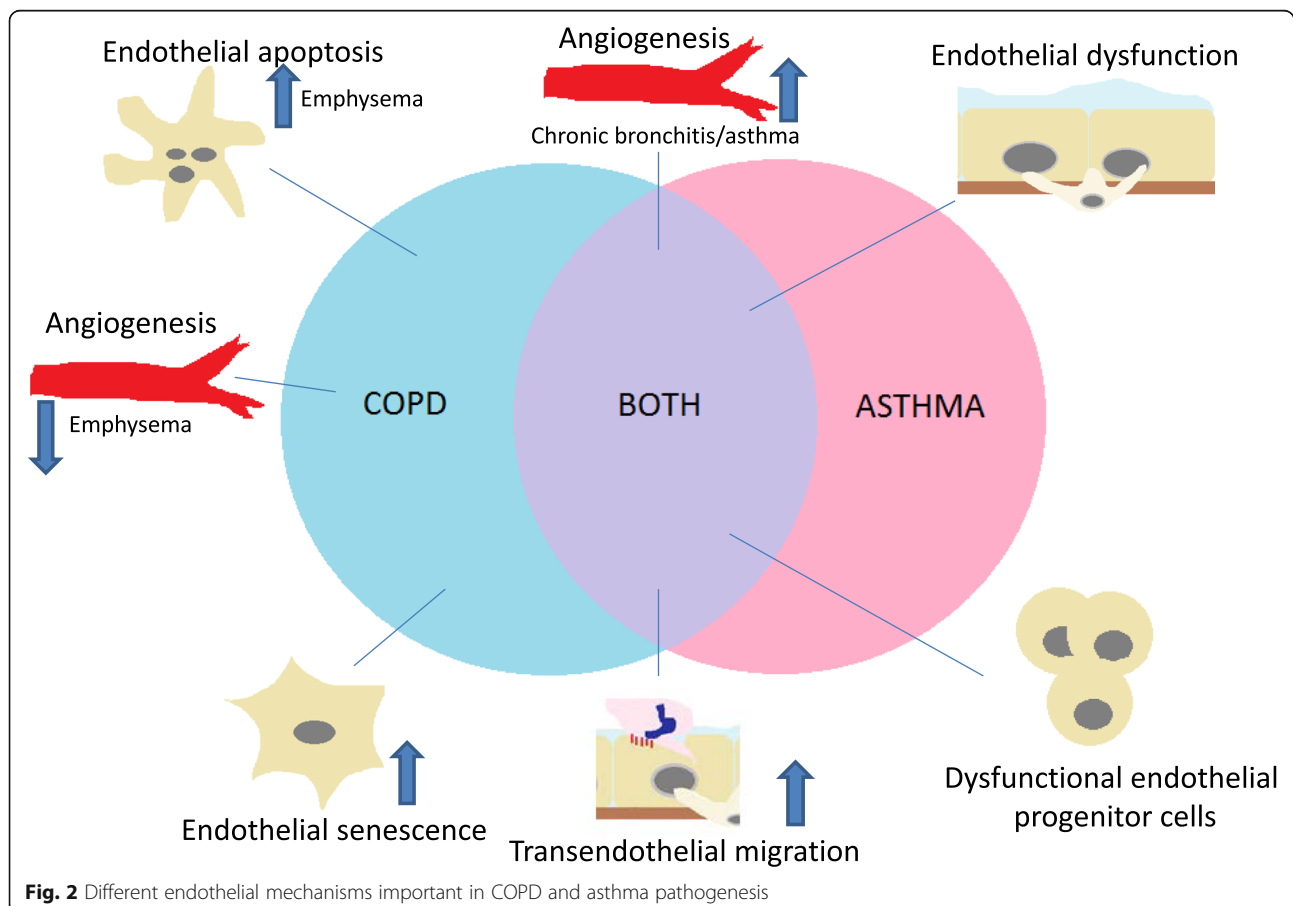 Endothelial apoptosis
Emphysema
Angiogenesis
Chronic bronchitis/asthma
Endothelial dysfunction
Angiogenesis
Emphysema
COPD
BOTH
ASTHMA
Endothelial senescence
Transendothelial migration
Dysfunctional endothelial
progenitor cells
Fig. 2 Different endothelial mechanisms important in COPD and asthma pathogenesis